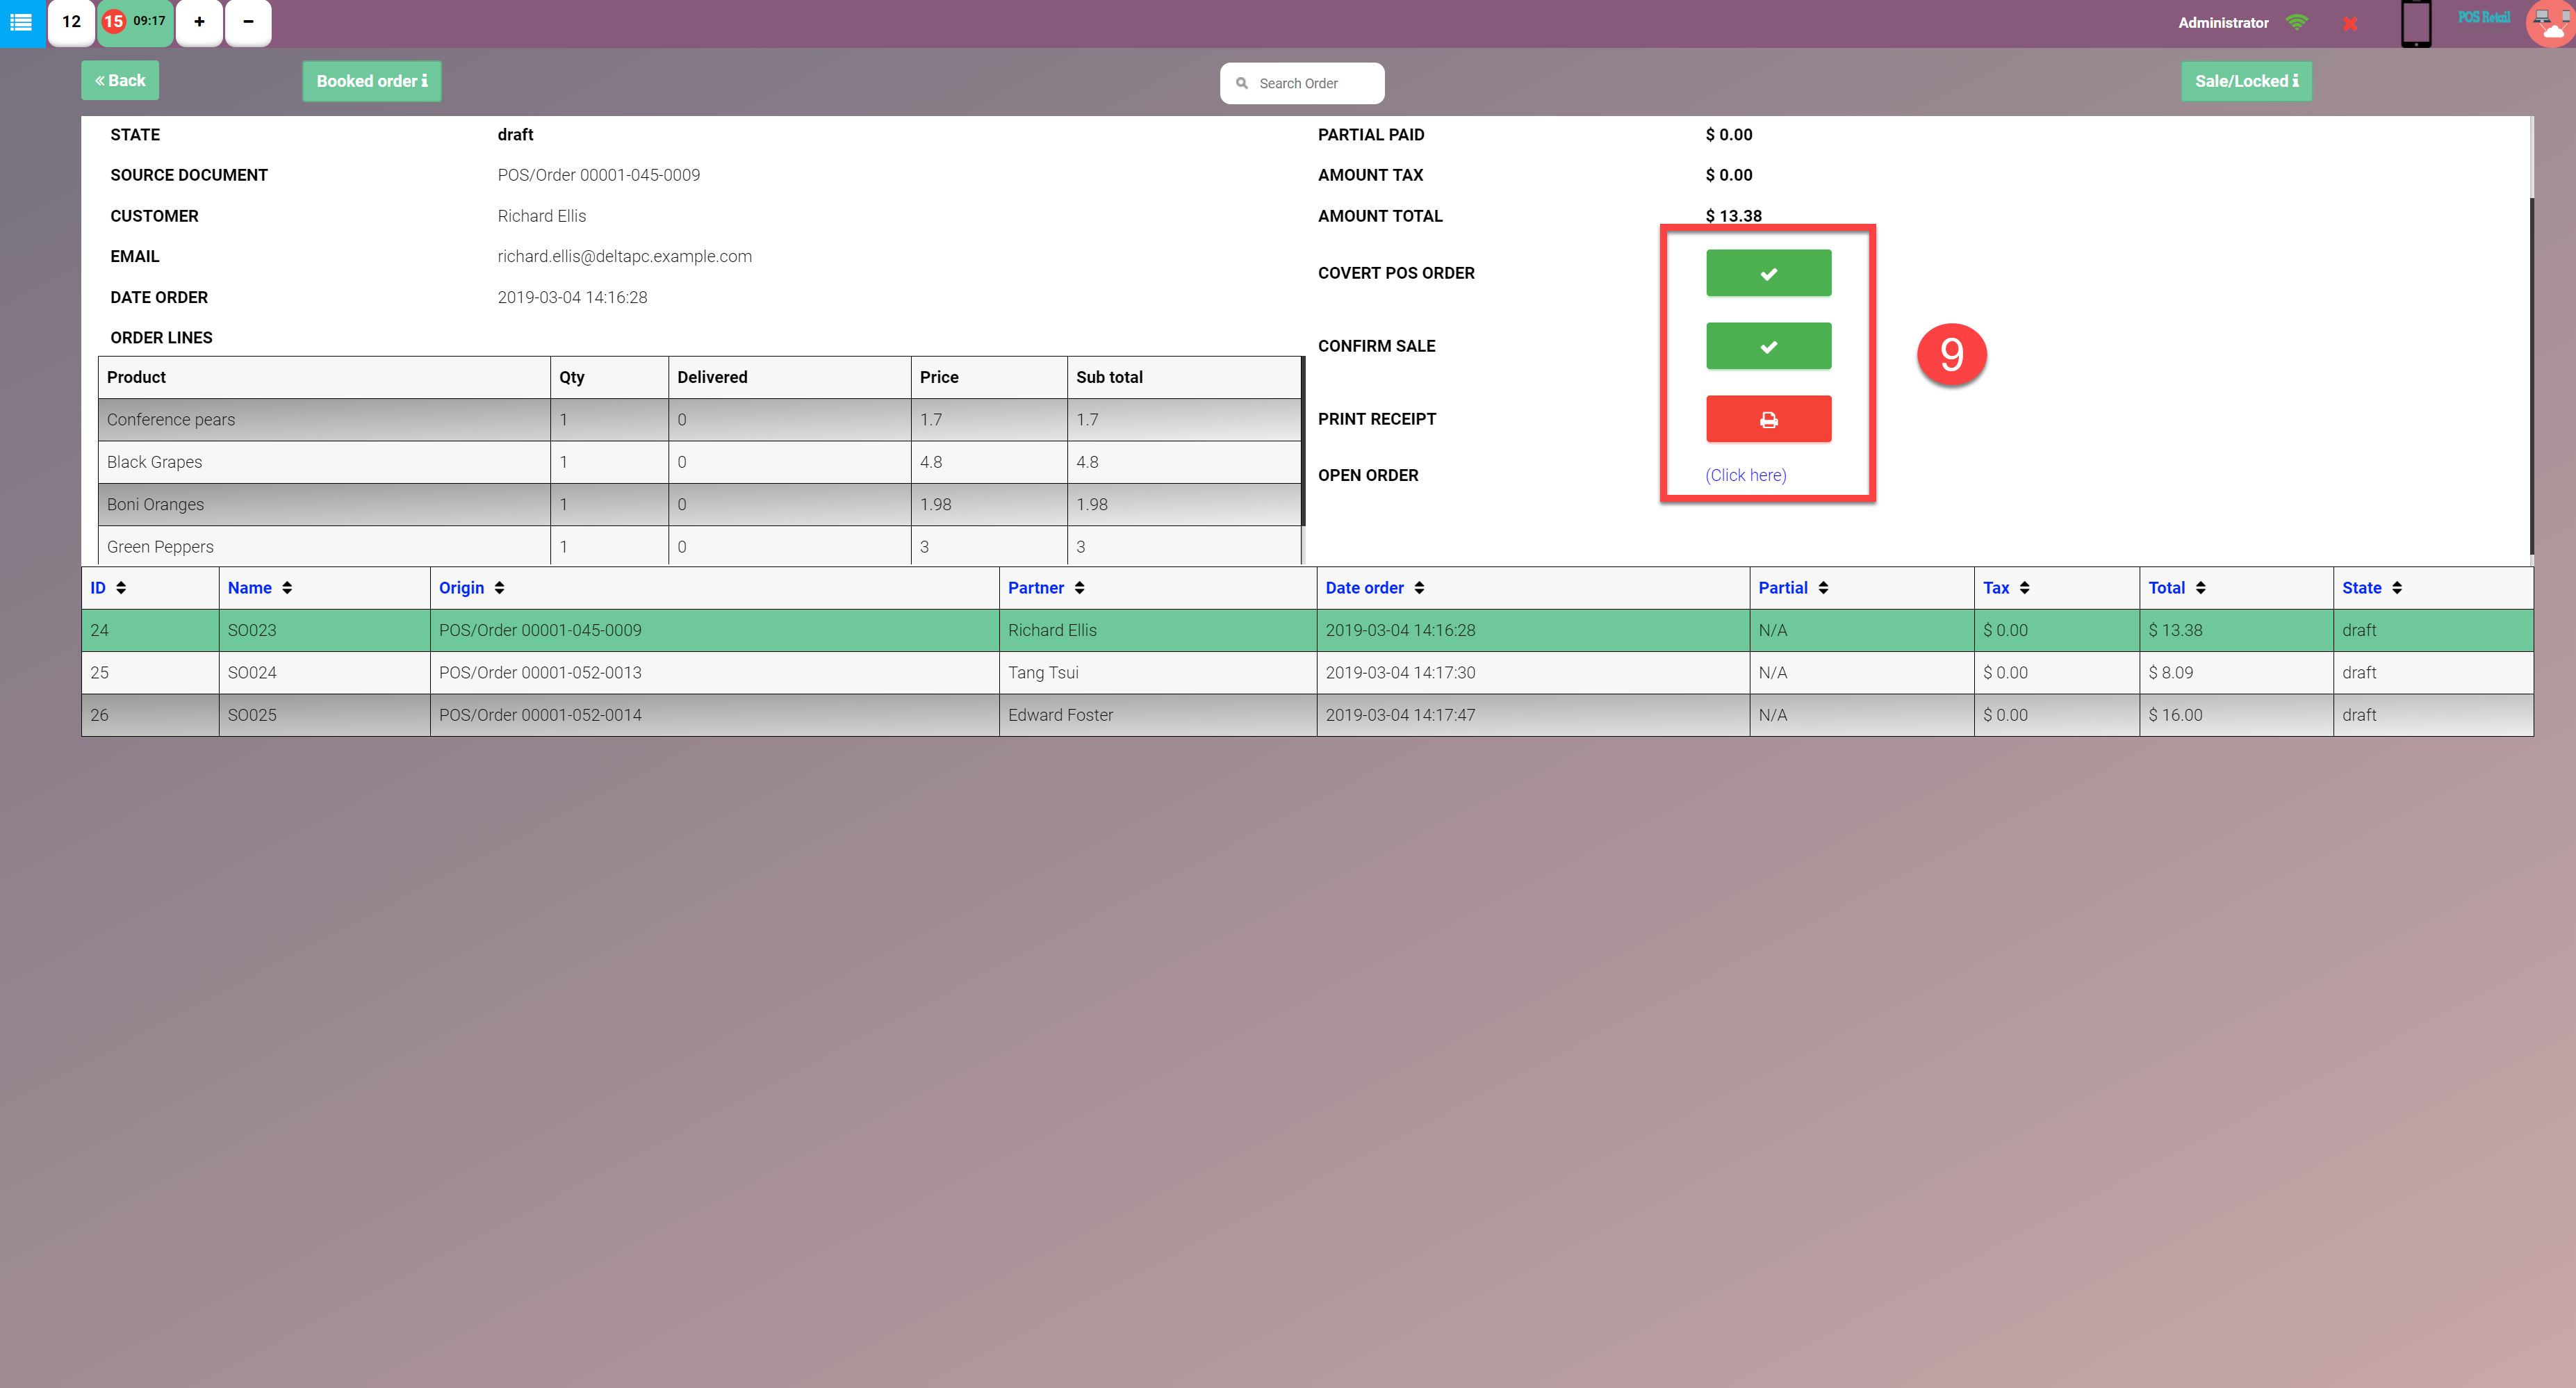 12 15 09:17 + − Administrator POS Retail
« Back Booked order i Search Order Sale/Locked i
STATE draft
SOURCE DOCUMENT POS/Order 00001-045-0009
CUSTOMER Richard Ellis
EMAIL richard.ellis@deltapc.example.com
DATE ORDER 2019-03-04 14:16:28
ORDER LINES
Product Qty Delivered Price Sub total
Conference pears 1 0 1.7 1.7
Black Grapes 1 0 4.8 4.8
Boni Oranges 1 0 1.98 1.98
Green Peppers 1 0 3 3
PARTIAL PAID $ 0.00
AMOUNT TAX $ 0.00
AMOUNT TOTAL $ 13.38
COVERT POS ORDER
CONFIRM SALE
9
PRINT RECEIPT
OPEN ORDER (Click here)
ID Name Origin Partner Date order Partial Tax Total State
24 SO023 POS/Order 00001-045-0009 Richard Ellis 2019-03-04 14:16:28 N/A $ 0.00 $ 13.38 draft
25 SO024 POS/Order 00001-052-0013 Tang Tsui 2019-03-04 14:17:30 N/A $ 0.00 $ 8.09 draft
26 SO025 POS/Order 00001-052-0014 Edward Foster 2019-03-04 14:17:47 N/A $ 0.00 $ 16.00 draft